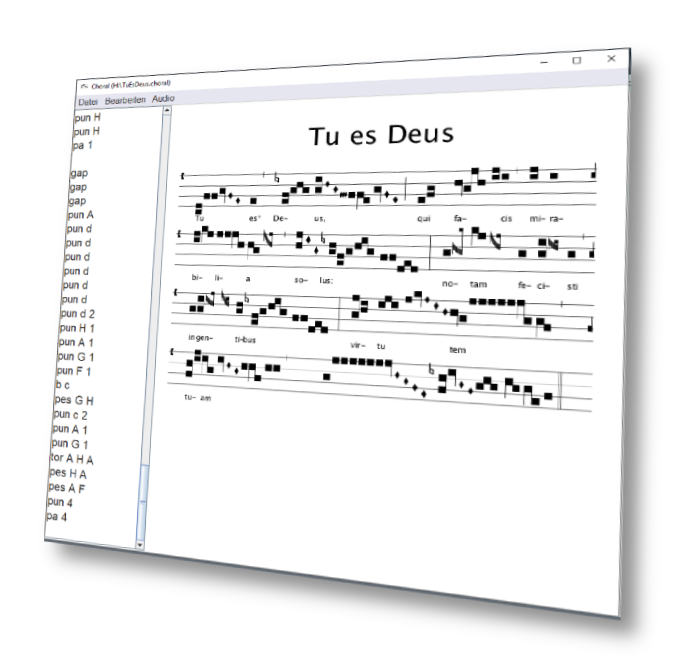 Choral (H:\TuEsDeus.choral)
Datei Bearbeiten Audio
pun H
pun H
pa 1
gap
gap
gap
pun A
pun d
pun d
pun d
pun d
pun d
pun d
pun d 2
pun H 1
pun A 1
pun G 1
pun F 1
b c
pes G H
pun c 2
pun A 1
pun G 1
tor A H A
pes H A
pes A F
pun 4
pa 4
Tu es Deus
Tu es' De- us, qui fa- cis mi- ra-
bi- li- a so- lus: no- tam fe- ci- sti
in gen- ti-bus vir- tu tem
tu- am